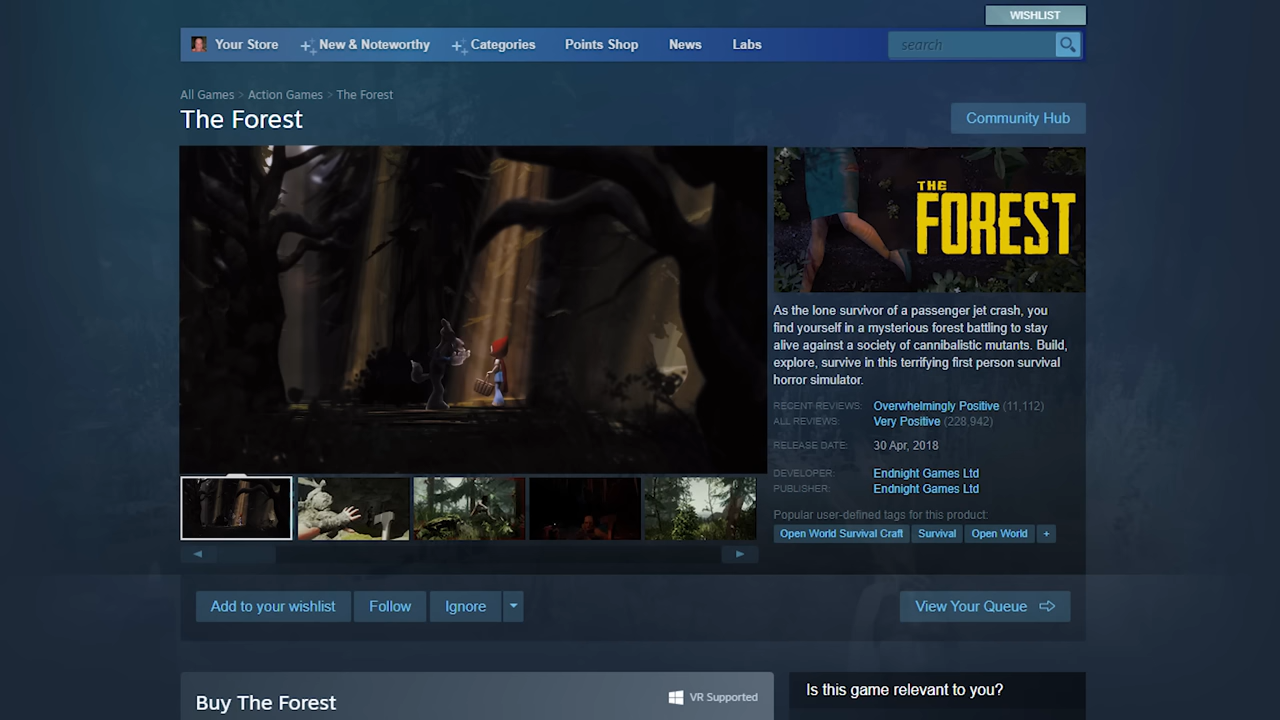 WISHLIST
Your Store
New & Noteworthy
Categories
Points Shop
News
Labs
search
All Games > Action Games > The Forest
The Forest
Community Hub
THE
FOREST
As the lone survivor of a passenger jet crash, you
find yourself in a mysterious forest battling to stay
alive against a society of cannibalistic mutants. Build,
explore, survive in this terrifying first person survival
horror simulator.
RECENT REVIEWS: Overwhelmingly Positive (11,112)
ALL REVIEWS: Very Positive (228,942)
RELEASE DATE: 30 Apr, 2018
DEVELOPER: Endnight Games Ltd
PUBLISHER: Endnight Games Ltd
Popular user-defined tags for this product:
Open World Survival Craft
Survival
Open World
+
Add to your wishlist
Follow
Ignore
View Your Queue
Buy The Forest
VR Supported
Is this game relevant to you?